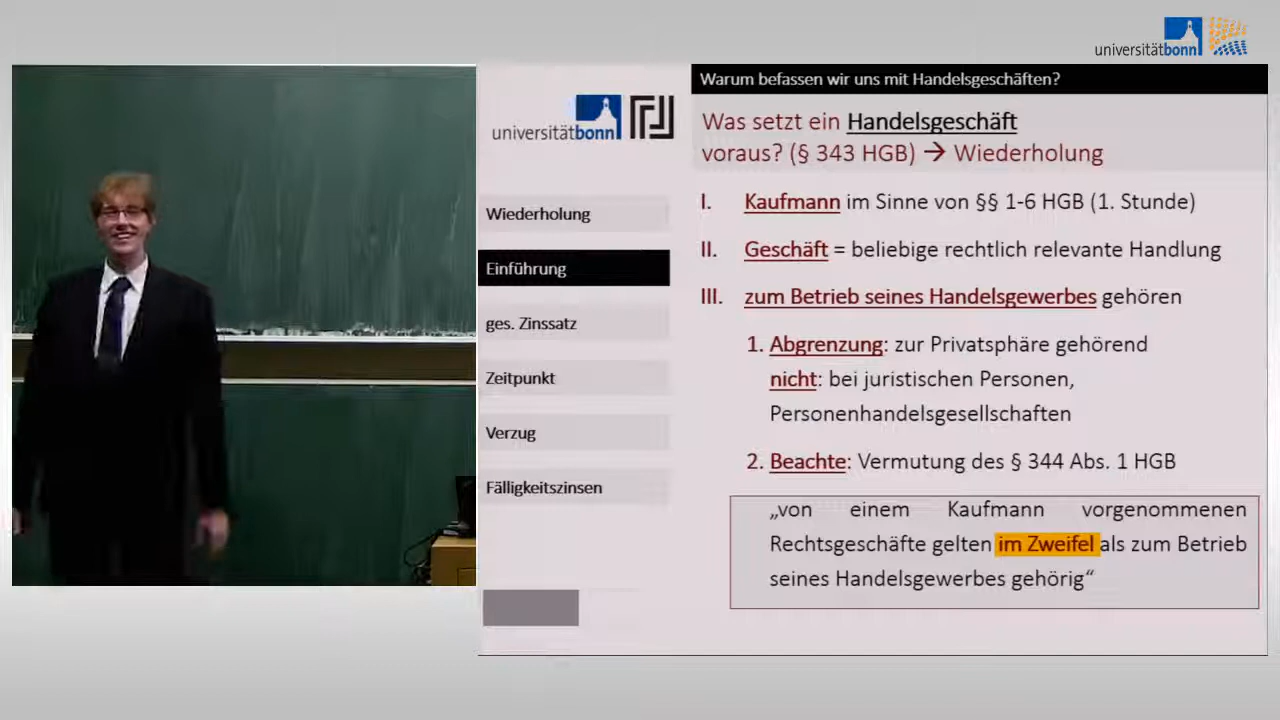 universitätbonn
Warum befassen wir uns mit Handelsgeschäften?
universitätbonn
Was setzt ein Handelsgeschäft
voraus? (§ 343 HGB) → Wiederholung
Wiederholung
Einführung
ges. Zinssatz
Zeitpunkt
Verzug
Fälligkeitszinsen
I. Kaufmann im Sinne von §§ 1-6 HGB (1. Stunde)
II. Geschäft = beliebige rechtlich relevante Handlung
III. zum Betrieb seines Handelsgewerbes gehören
1. Abgrenzung: zur Privatsphäre gehörend
nicht: bei juristischen Personen,
Personenhandelsgesellschaften
2. Beachte: Vermutung des § 344 Abs. 1 HGB
„von einem Kaufmann vorgenommenen
Rechtsgeschäfte gelten im Zweifel als zum Betrieb
seines Handelsgewerbes gehörig“